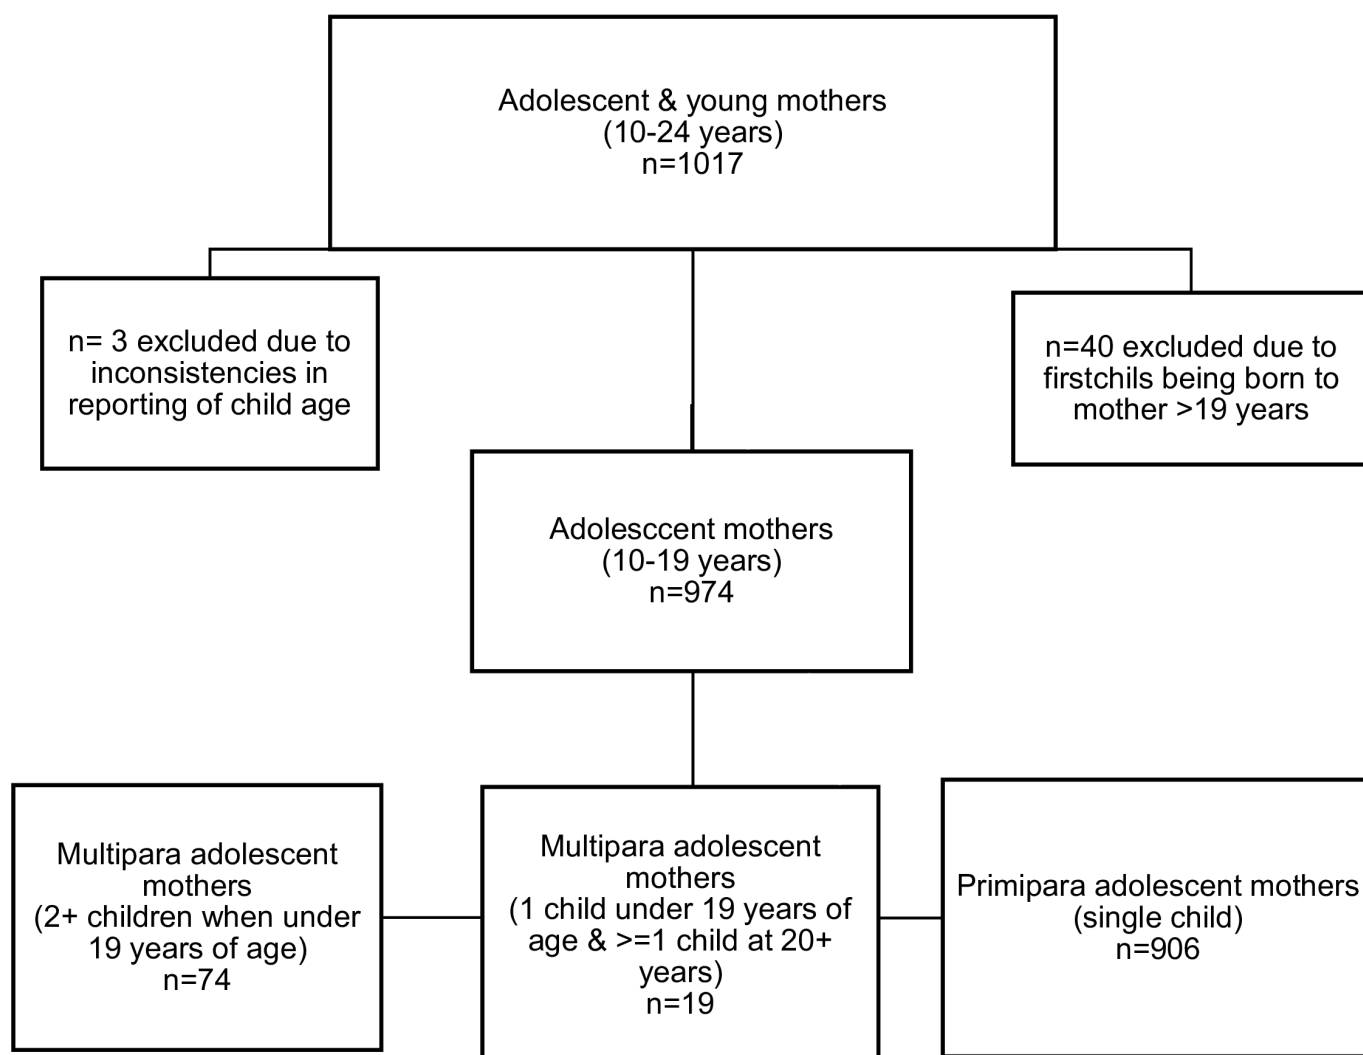 Adolescent & young mothers
(10-24 years)
n=1017
n= 3 excluded due to
inconsistencies in
reporting of child age
n=40 excluded due to
firstchils being born to
mother >19 years
Adolesccent mothers
(10-19 years)
n=974
Multipara adolescent
mothers
(2+ children when under
19 years of age)
n=74
Multipara adolescent
mothers
(1 child under 19 years of
age & >=1 child at 20+
years)
n=19
Primipara adolescent mothers
(single child)
n=906